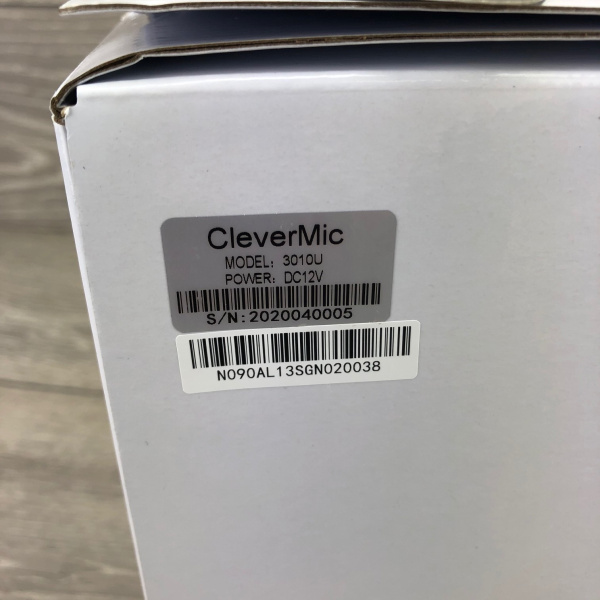 CleverMic
MODEL: 3010U
POWER: DC12V
S/N:2020040005
N090AL13SGN020038